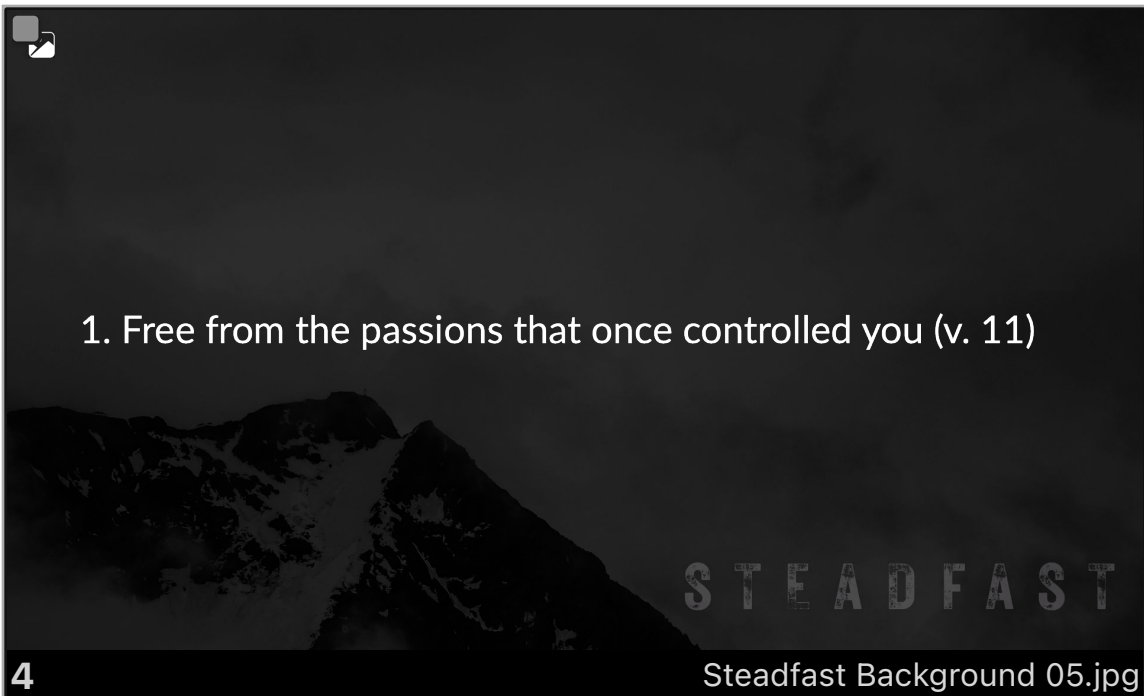 1. Free from the passions that once controlled you (v. 11)
STEADFAST
4
Steadfast Background 05.jpg